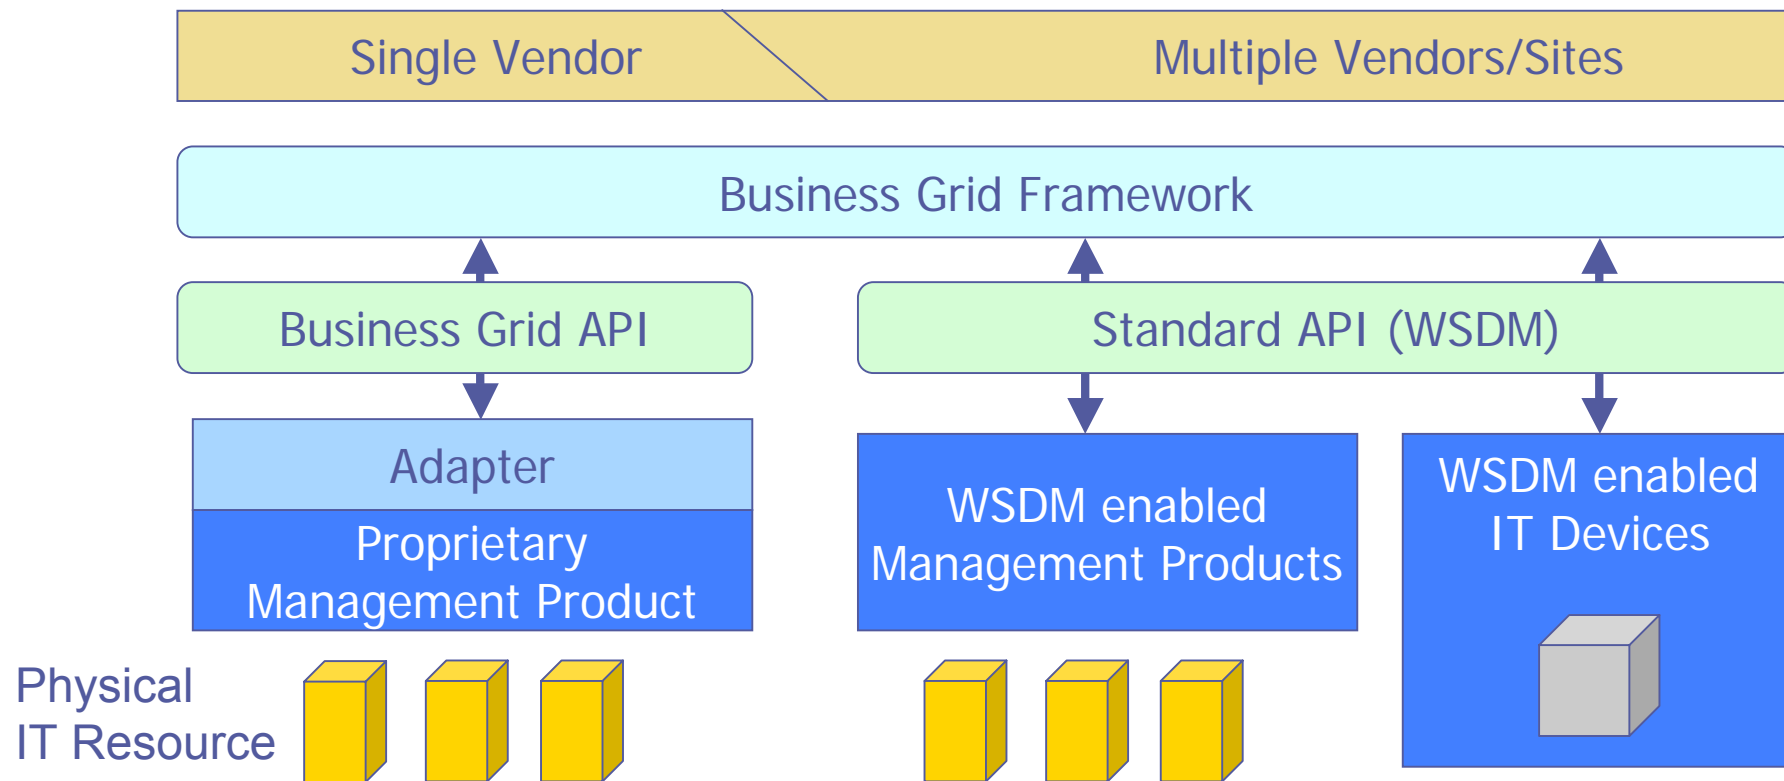 Single Vendor
Multiple Vendors/Sites
Business Grid Framework
Business Grid API
Standard API (WSDM)
Adapter
Proprietary
Management Product
WSDM enabled
Management Products
WSDM enabled
IT Devices
Physical
IT Resource